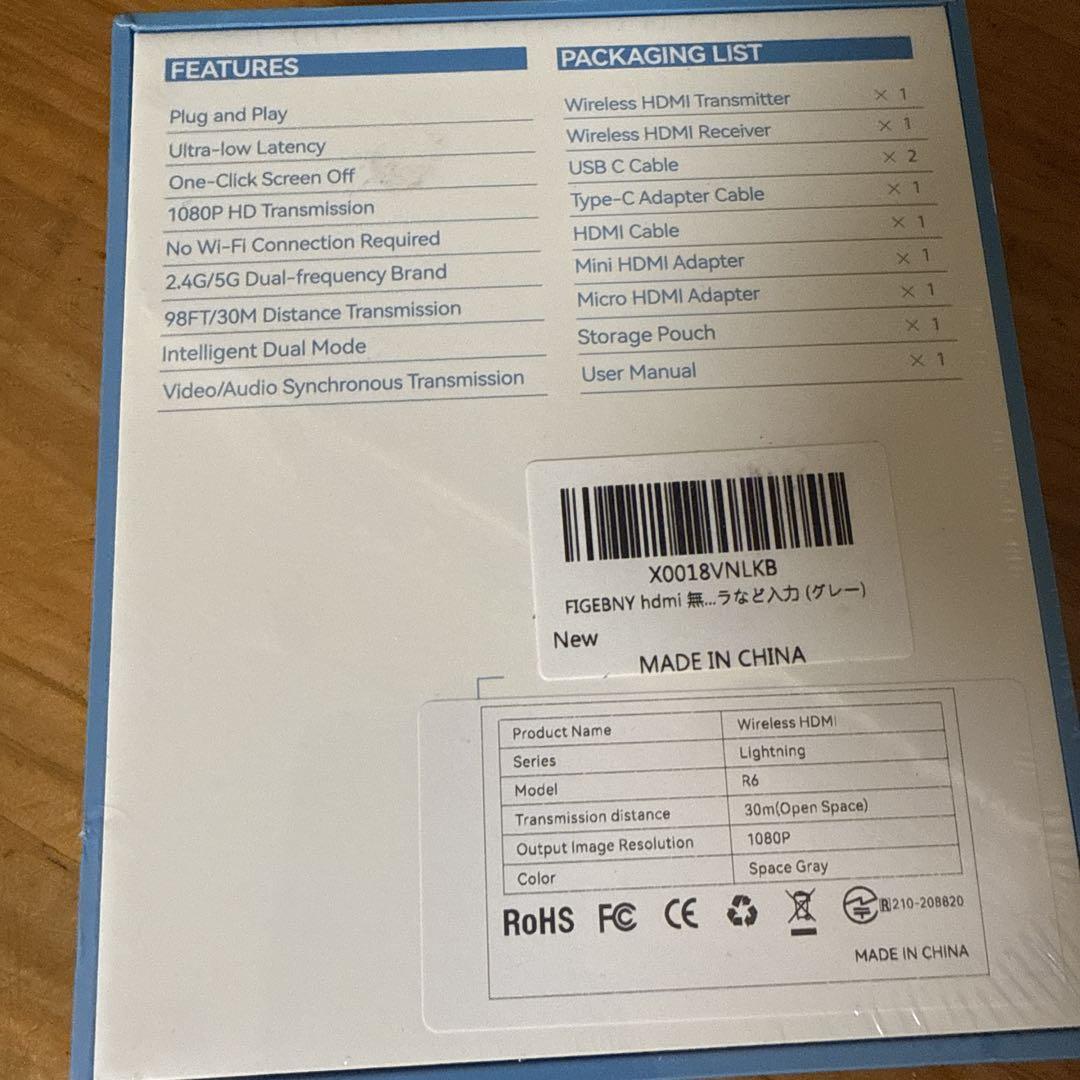 FEATURES
Plug and Play
Ultra-low Latency
One-Click Screen Off
1080P HD Transmission
No Wi-Fi Connection Required
2.4G/5G Dual-frequency Brand
98FT/30M Distance Transmission
Intelligent Dual Mode
Video/Audio Synchronous Transmission
PACKAGING LIST
Wireless HDMI Transmitter × 1
Wireless HDMI Receiver × 1
USB C Cable × 2
Type-C Adapter Cable × 1
HDMI Cable × 1
Mini HDMI Adapter × 1
Micro HDMI Adapter × 1
Storage Pouch × 1
User Manual × 1
X0018VNLKB
FIGEBNY hdmi 無...ラなど入力 (グレー)
New
MADE IN CHINA
Product Name Wireless HDMI
Series Lightning
Model R6
Transmission distance 30m(Open Space)
Output Image Resolution 1080P
Color Space Gray
RoHS FC CE R 210-208820
MADE IN CHINA